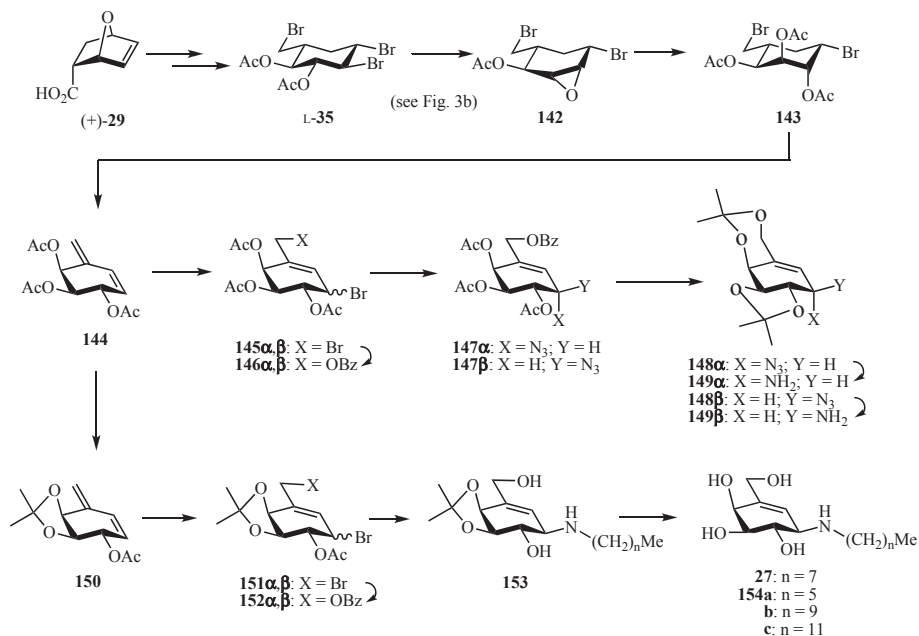 O
HO2C
(+)-29
Br
Br
AcO
Br
AcO
L-35
(see Fig. 3b)
Br
Br
AcO
O
142
Br
OAc
Br
AcO
OAc
143
AcO
AcO
OAc
144
X
AcO
AcO
Br
OAc
145α,β: X = Br
146α,β: X = OBz
OBz
AcO
Y
AcO
OAc
X
147α: X = N3; Y = H
147β: X = H; Y = N3
O
O
Y
O
O
X
148α: X = N3; Y = H
149α: X = NH2; Y = H
148β: X = H; Y = N3
149β: X = H; Y = NH2
O
O
OAc
150
X
O
O
Br
OAc
151α,β: X = Br
152α,β: X = OBz
OH
O
O
H
N
OH
(CH2)nMe
153
HO
OH
H
HO
N
OH
(CH2)nMe
27: n = 7
154a: n = 5
b: n = 9
c: n = 11